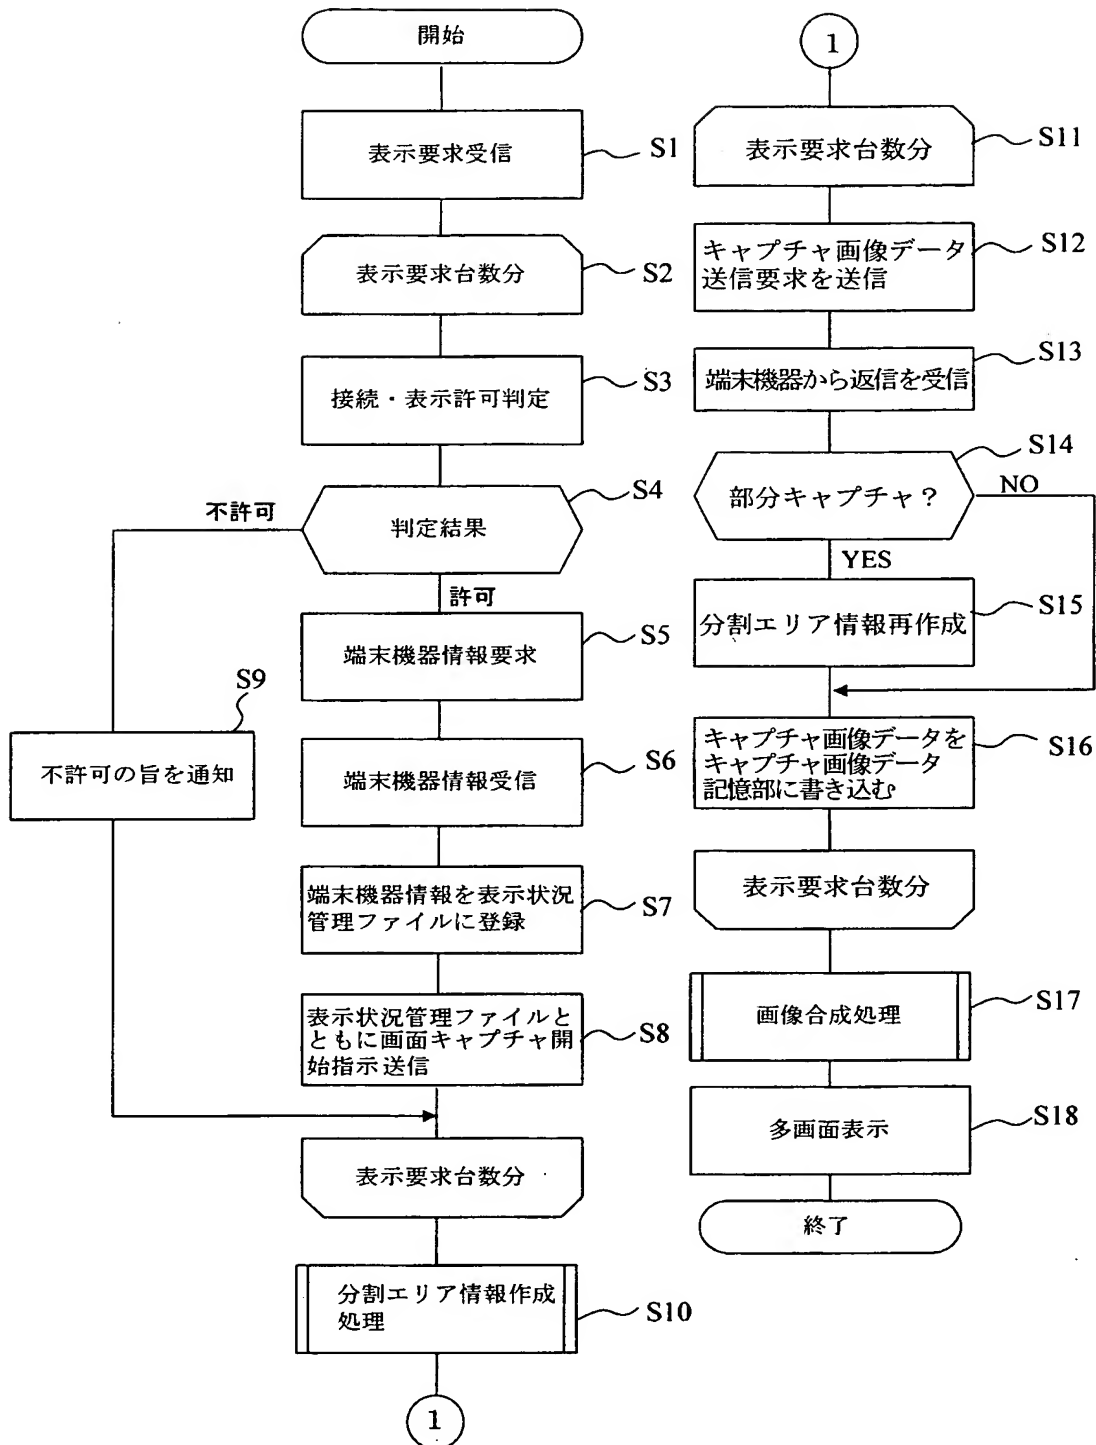 開始
表示要求受信
S1
表示要求台数分
S2
接続・表示許可判定
S3
判定結果
S4
不許可
許可
端末機器情報要求
S5
S9
不許可の旨を通知
端末機器情報受信
S6
端末機器情報を表示状況
管理ファイルに登録
S7
表示状況管理ファイルと
ともに画面キャプチャ開
始指示送信
S8
表示要求台数分
分割エリア情報作成
処理
S10
1
1
表示要求台数分
S11
キャプチャ画像データ
送信要求を送信
S12
端末機器から返信を受信
S13
部分キャプチャ?
S14
NO
YES
分割エリア情報再作成
S15
キャプチャ画像データを
キャプチャ画像データ
記憶部に書き込む
S16
表示要求台数分
画像合成処理
S17
多画面表示
S18
終了